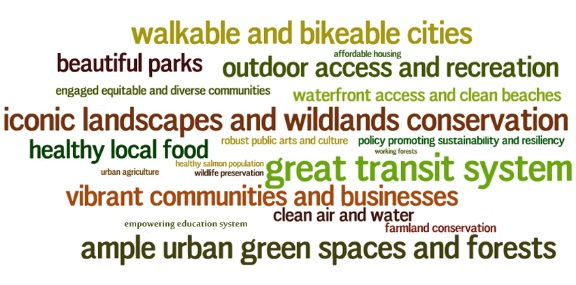 walkable and bikeable cities
affordable housing
beautiful parks
outdoor access and recreation
engaged equitable and diverse communities
waterfront access and clean beaches
iconic landscapes and wildlands conservation
robust public arts and culture
policy promoting sustainability and resiliency
healthy local food
working forests
healthy salmon population
great transit system
urban agriculture
wildlife preservation
vibrant communities and businesses
clean air and water
empowering education system
farmland conservation
ample urban green spaces and forests